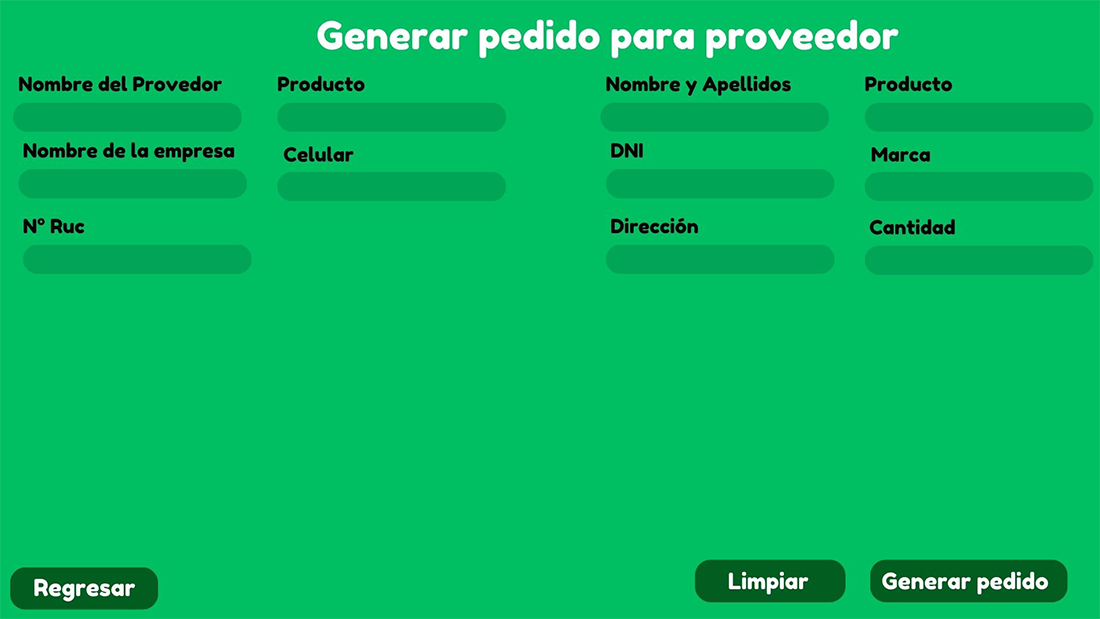 Generar pedido para proveedor
Nombre del Provedor
Producto
Nombre y Apellidos
Producto
Nombre de la empresa
Celular
DNI
Marca
Nº Ruc
Dirección
Cantidad
Regresar
Limpiar
Generar pedido